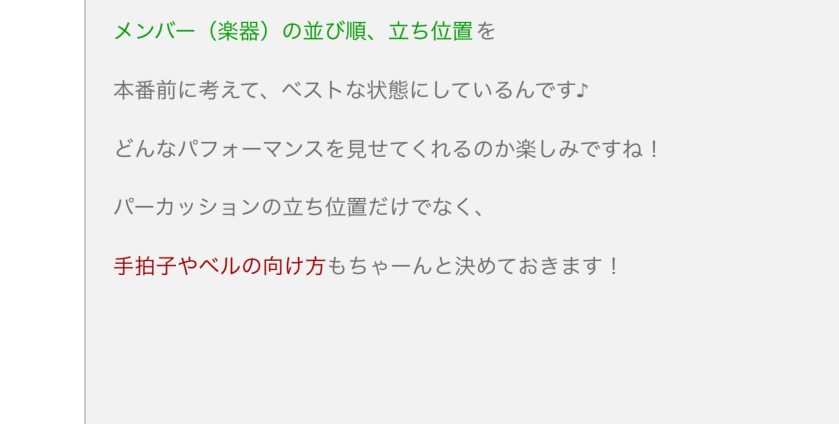 メンバー（楽器）の並び順、立ち位置を
本番前に考えて、ベストな状態にしているんです♪
どんなパフォーマンスを見せてくれるのか楽しみですね！
パーカッションの立ち位置だけでなく、
手拍子やベルの向け方もちゃーんと決めておきます！